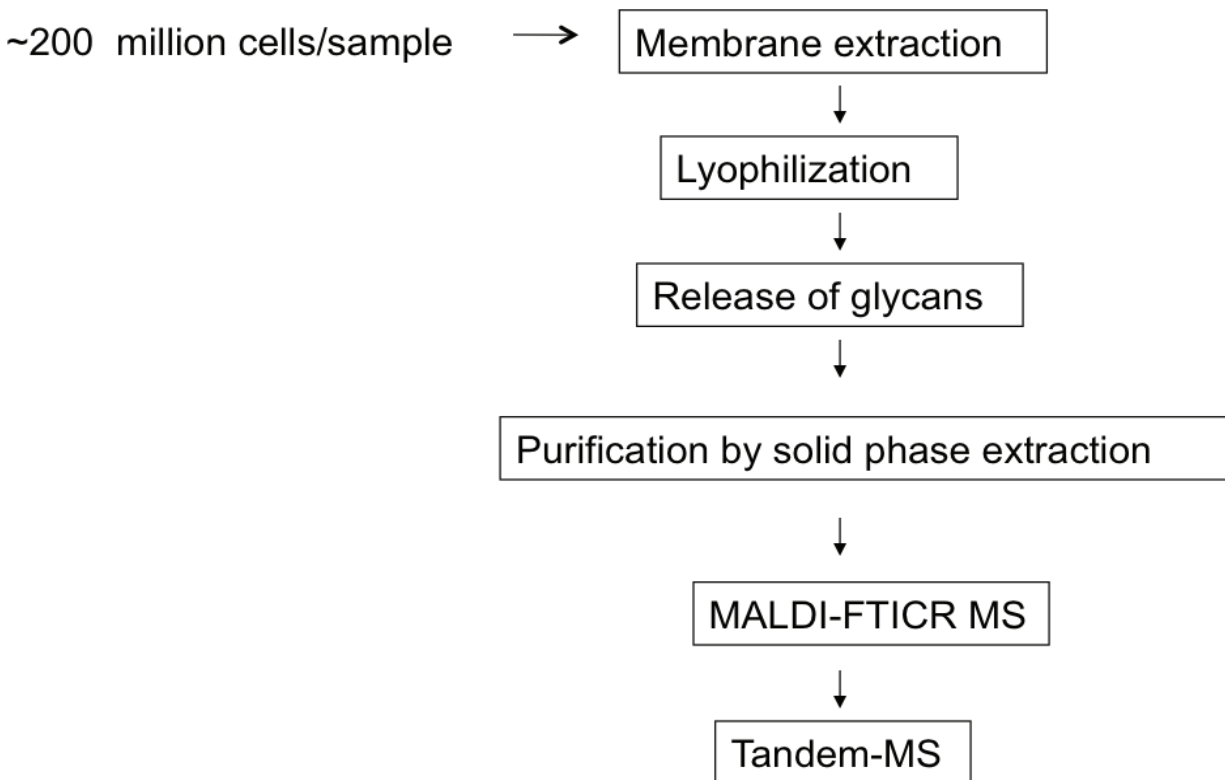 ~200 million cells/sample
Membrane extraction
Lyophilization
Release of glycans
Purification by solid phase extraction
MALDI-FTICR MS
Tandem-MS